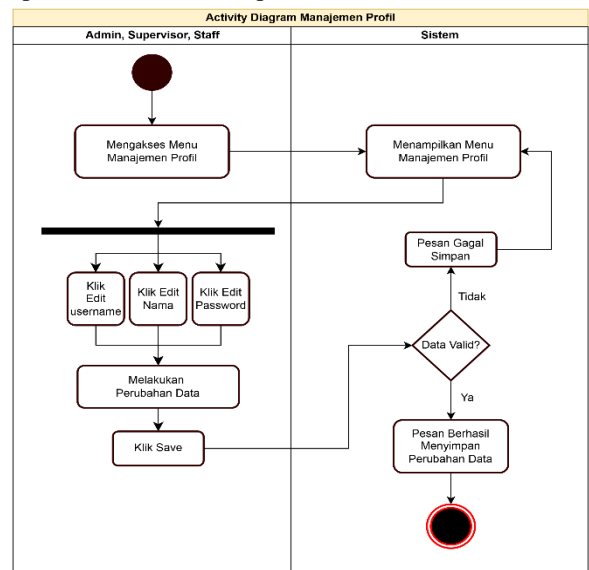 Activity Diagram Manajemen Profil
Admin, Supervisor, Staff
Sistem
Mengakses Menu
Manajemen Profil
Menampilkan Menu
Manajemen Profil
Pesan Gagal
Simpan
Klik
Edit
username
Klik Edit
Nama
Klik Edit
Password
Tidak
Data Valid?
Melakukan
Perubahan Data
Ya
Klik Save
Pesan Berhasil
Menyimpan
Perubahan Data